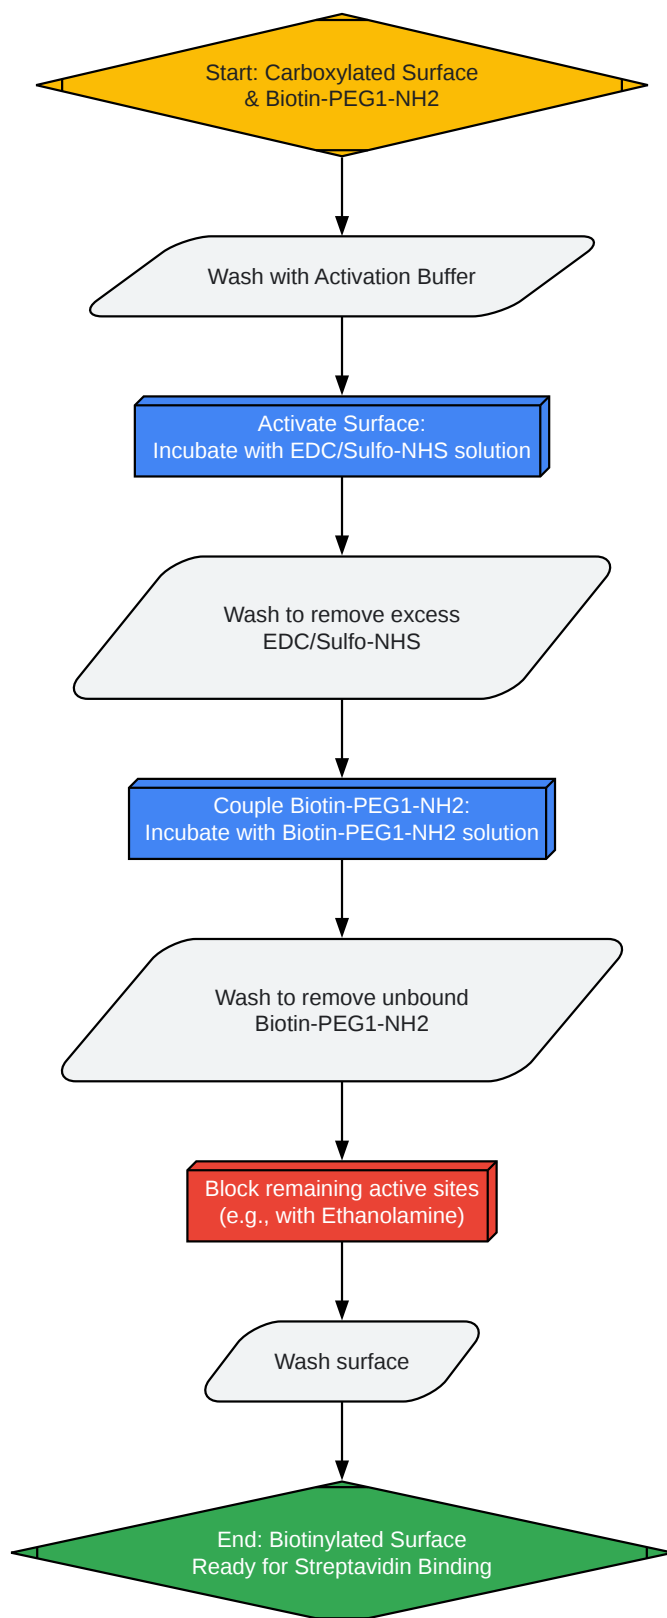 Start: Carboxylated Surface
& Biotin-PEG1-NH2
Wash with Activation Buffer
Activate Surface:
Incubate with EDC/Sulfo-NHS solution
Wash to remove excess
EDC/Sulfo-NHS
Couple Biotin-PEG1-NH2:
Incubate with Biotin-PEG1-NH2 solution
Wash to remove unbound
Biotin-PEG1-NH2
Block remaining active sites
(e.g., with Ethanolamine)
Wash surface
End: Biotinylated Surface
Ready for Streptavidin Binding